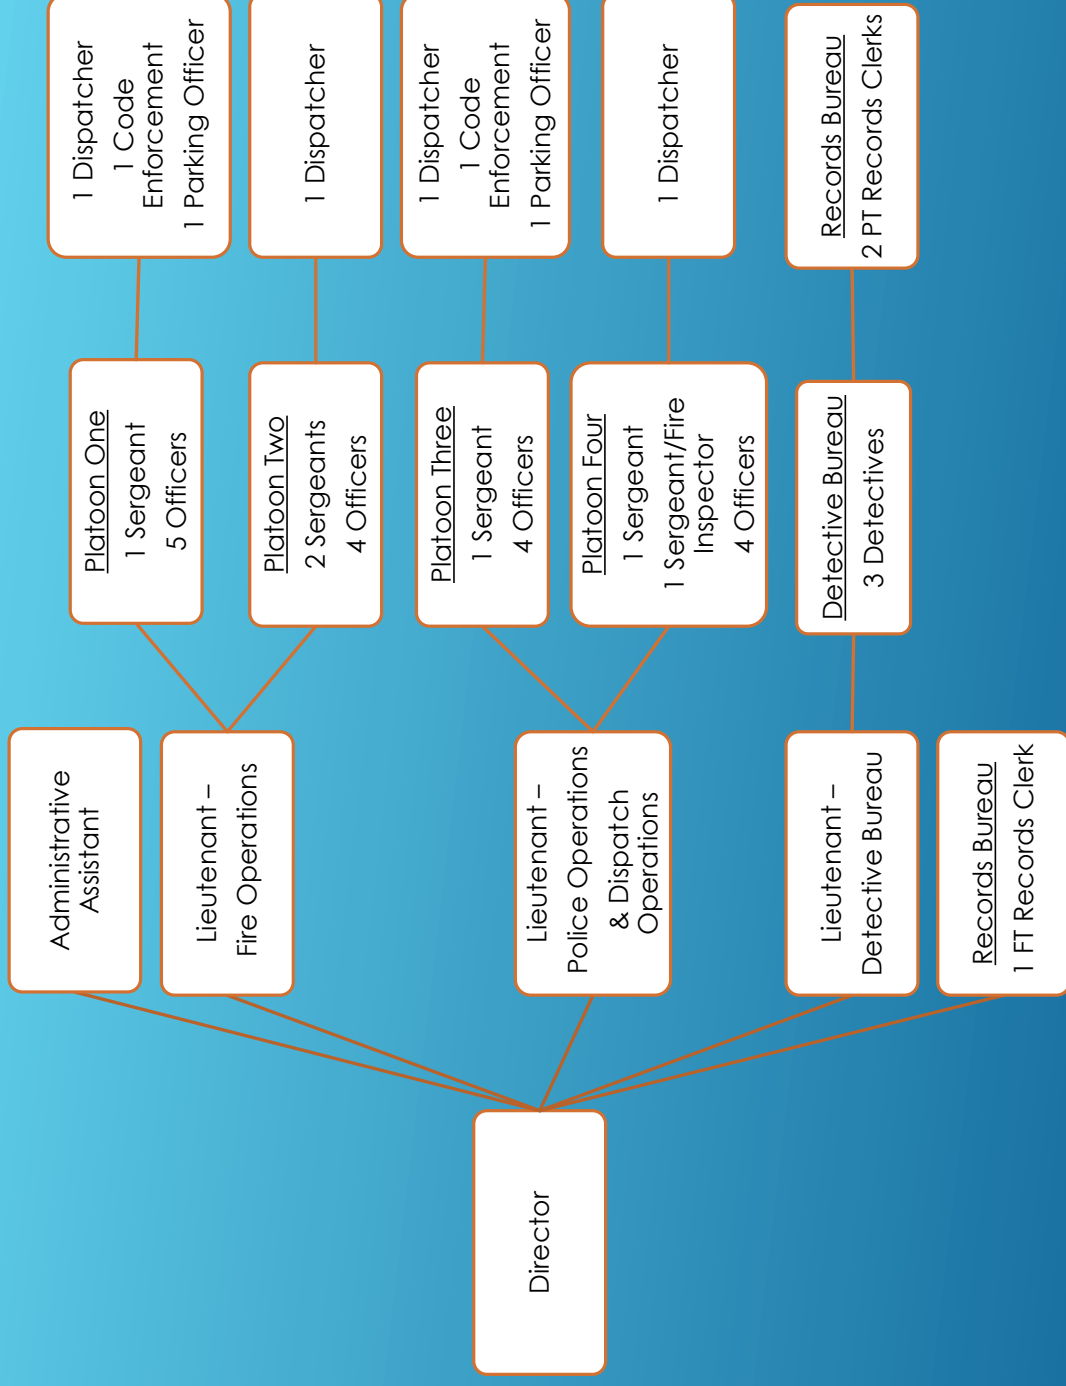 Director
Administrative
Assistant
Lieutenant –
Fire Operations
Lieutenant –
Police Operations
& Dispatch
Operations
Lieutenant –
Detective Bureau
Records Bureau
1 FT Records Clerk
Platoon One
1 Sergeant
5 Officers
Platoon Two
2 Sergeants
4 Officers
Platoon Three
1 Sergeant
4 Officers
Platoon Four
1 Sergeant
1 Sergeant/Fire
Inspector
4 Officers
Detective Bureau
3 Detectives
1 Dispatcher
1 Code
Enforcement
1 Parking Officer
1 Dispatcher
1 Dispatcher
1 Code
Enforcement
1 Parking Officer
1 Dispatcher
Records Bureau
2 PT Records Clerks